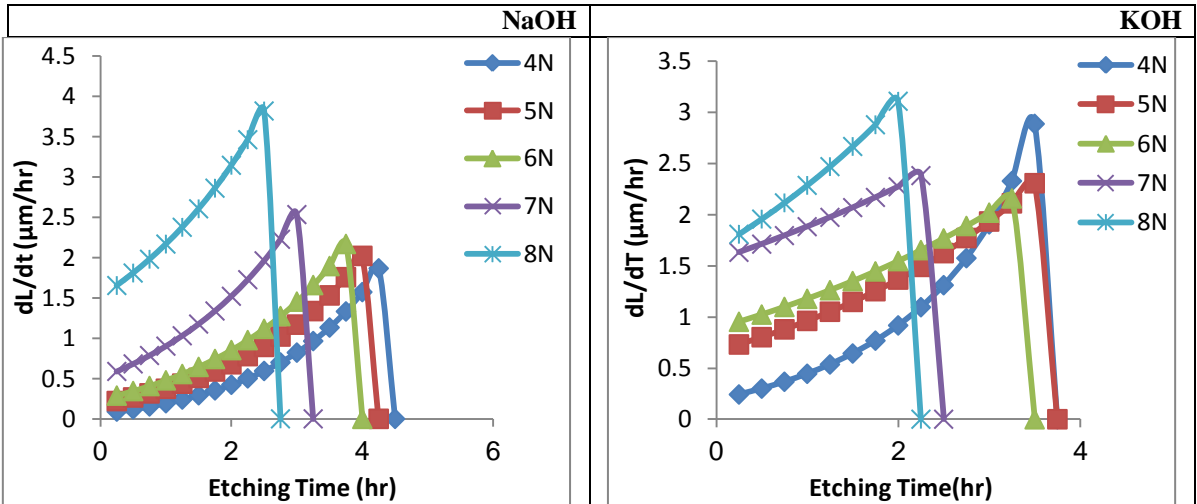 NaOH
KOH
4.5
4
3.5
3
2.5
2
1.5
1
0.5
0
dL/dt (µm/hr)
0 2 4 6
Etching Time (hr)
4N
5N
6N
7N
8N
3.5
3
2.5
2
1.5
1
0.5
0
dL/dT (µm/hr)
0 2 4
Etching Time(hr)
4N
5N
6N
7N
8N